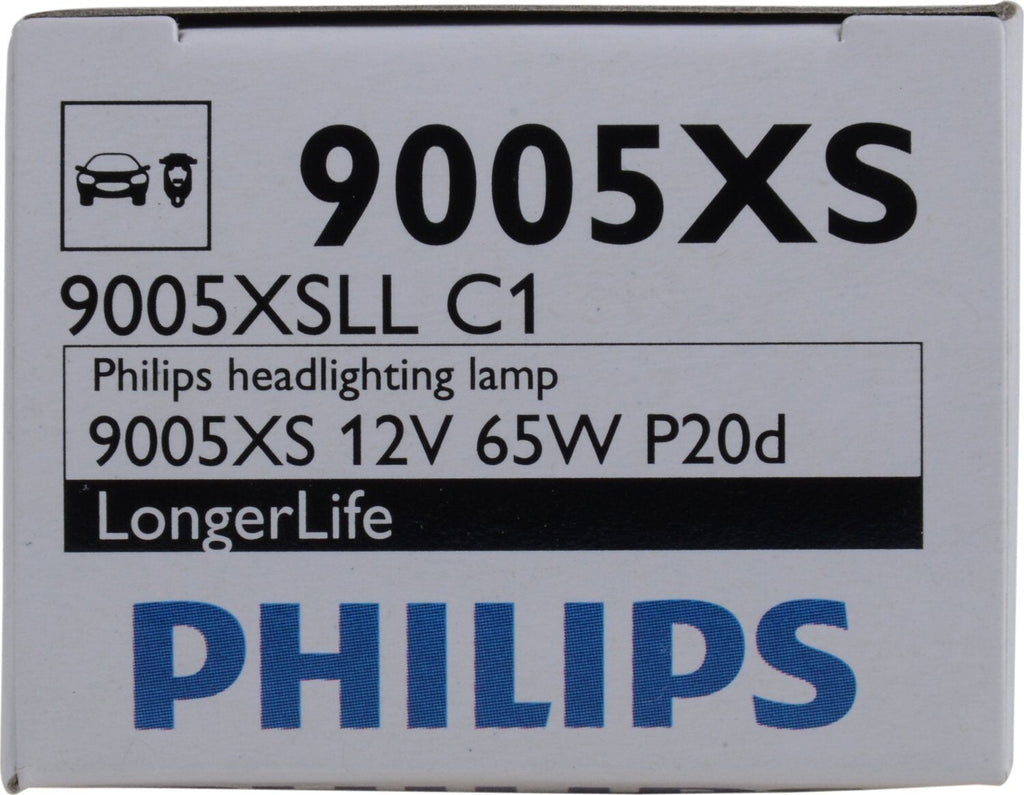 9005XS
9005XSLL C1
Philips headlighting lamp
9005XS 12V 65W P20d
LongerLife
PHILIPS